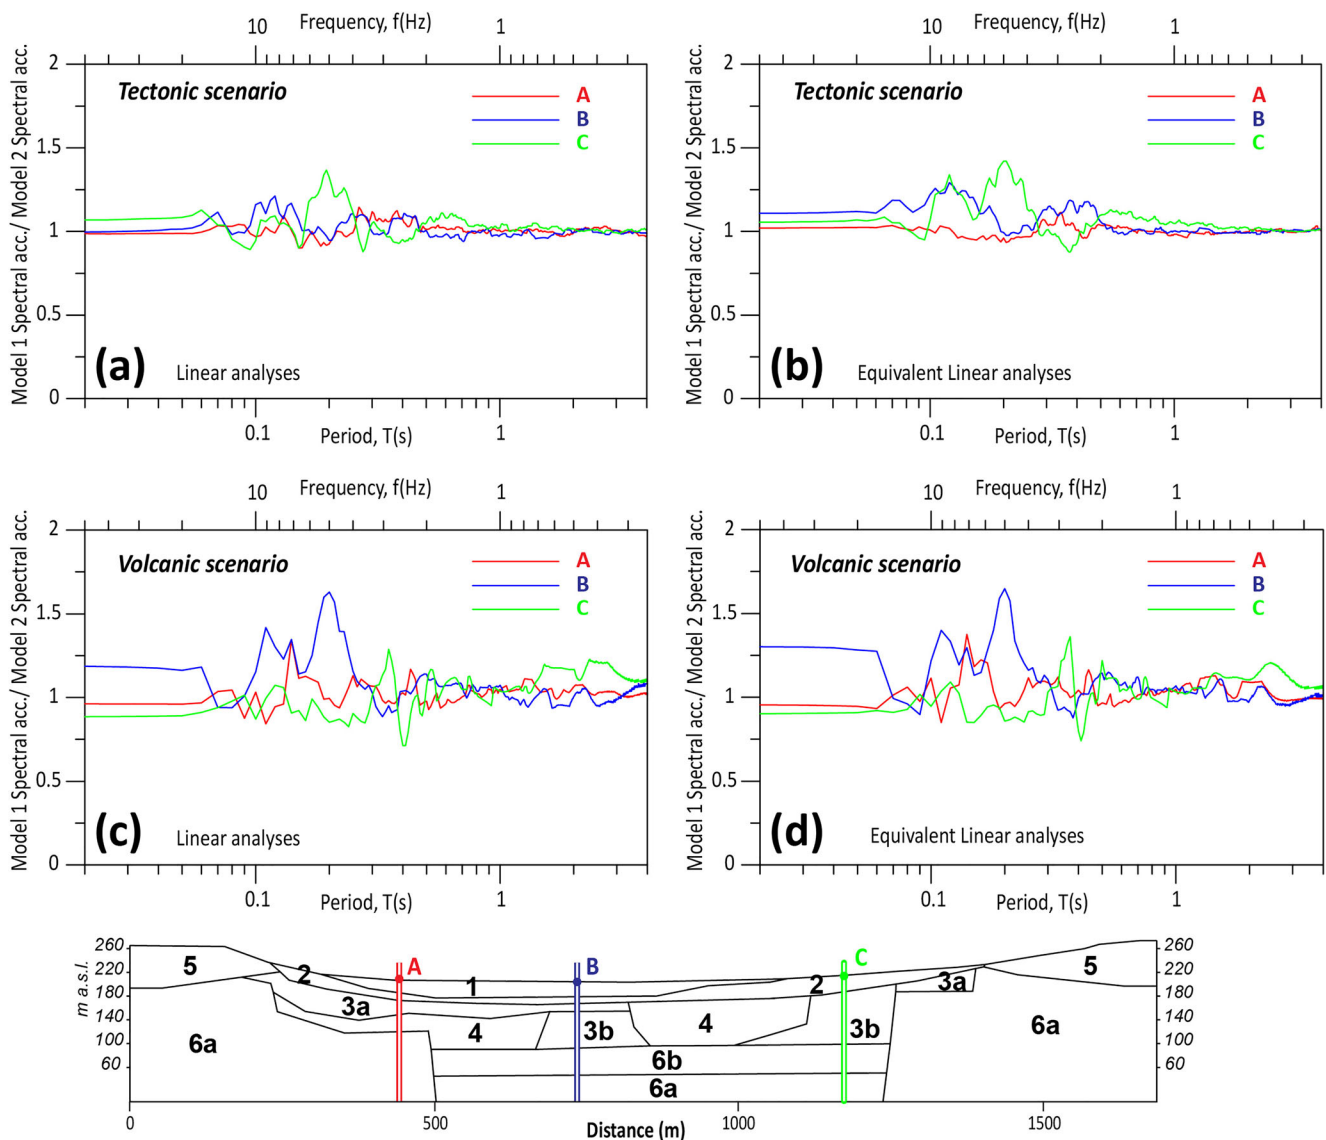 Frequency, f(Hz)
10 1
Model 1 Spectral acc./ Model 2 Spectral acc.
2
1.5
1
0.5
0
Tectonic scenario
A
B
C
(a)
Linear analyses
0.1 1
Period, T(s)
Frequency, f(Hz)
10 1
Model 1 Spectral acc./ Model 2 Spectral acc.
2
1.5
1
0.5
0
Tectonic scenario
A
B
C
(b)
Equivalent Linear analyses
0.1 1
Period, T(s)
Frequency, f(Hz)
10 1
Model 1 Spectral acc./ Model 2 Spectral acc.
2
1.5
1
0.5
0
Volcanic scenario
A
B
C
(c)
Linear analyses
0.1 1
Period, T(s)
Frequency, f(Hz)
10 1
Model 1 Spectral acc./ Model 2 Spectral acc.
2
1.5
1
0.5
0
Volcanic scenario
A
B
C
(d)
Equivalent Linear analyses
0.1 1
Period, T(s)
m a.s.l.
260
220
180
140
100
60
A B C
5 2 1 2 3a 5
3a 4 3b 4 3b
6a 6b 6a
6a
260
220
180
140
100
60
0 500 1000 1500
Distance (m)